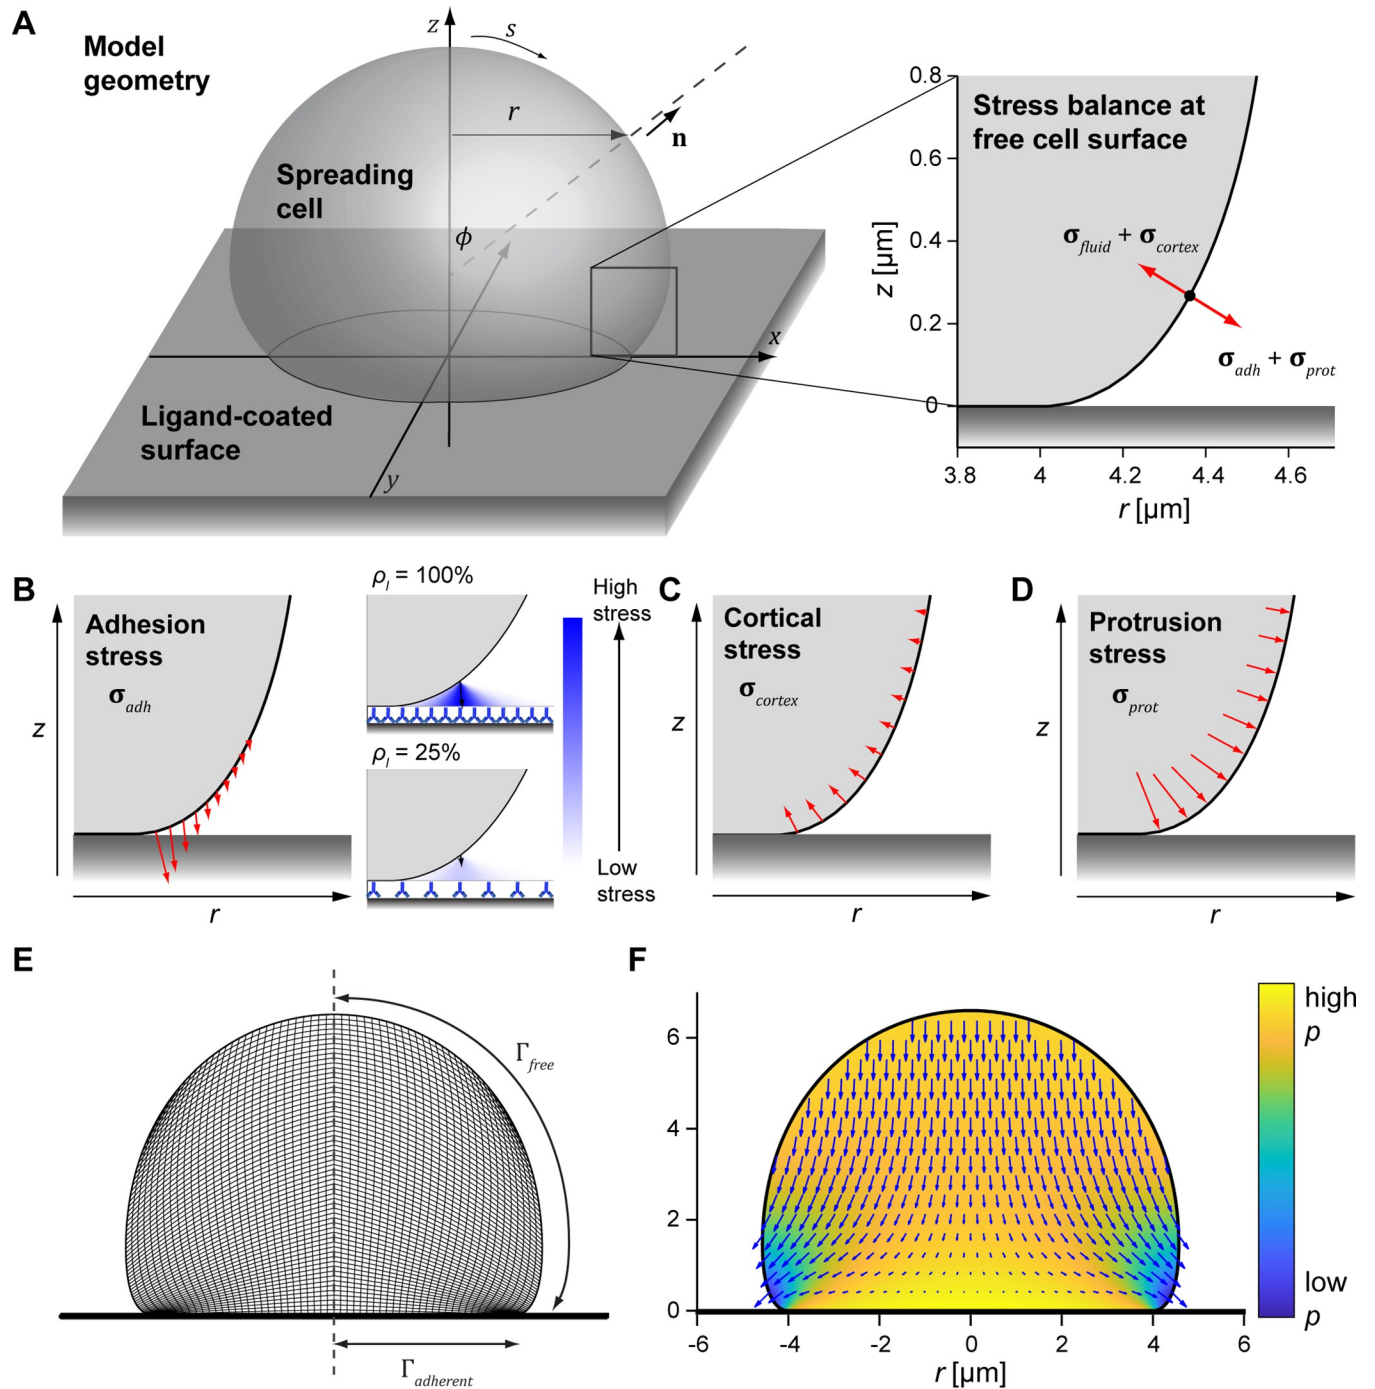 A
Model
geometry
z
s
r
n
Spreading
cell
ϕ
x
Ligand-coated
surface
y
Stress balance at
free cell surface
0.8
0.6
0.4
0.2
0
z [µm]
σfluid + σcortex
σadh + σprot
3.8 4 4.2 4.4 4.6
r [µm]
B
Adhesion
stress
σadh
z
r
ρl = 100%
ρl = 25%
High
stress
Low
stress
C
Cortical
stress
σcortex
z
r
D
Protrusion
stress
σprot
z
r
E
Γfree
Γadherent
F
6
4
2
0
-6 -4 -2 0 2 4 6
r [µm]
high
p
low
p